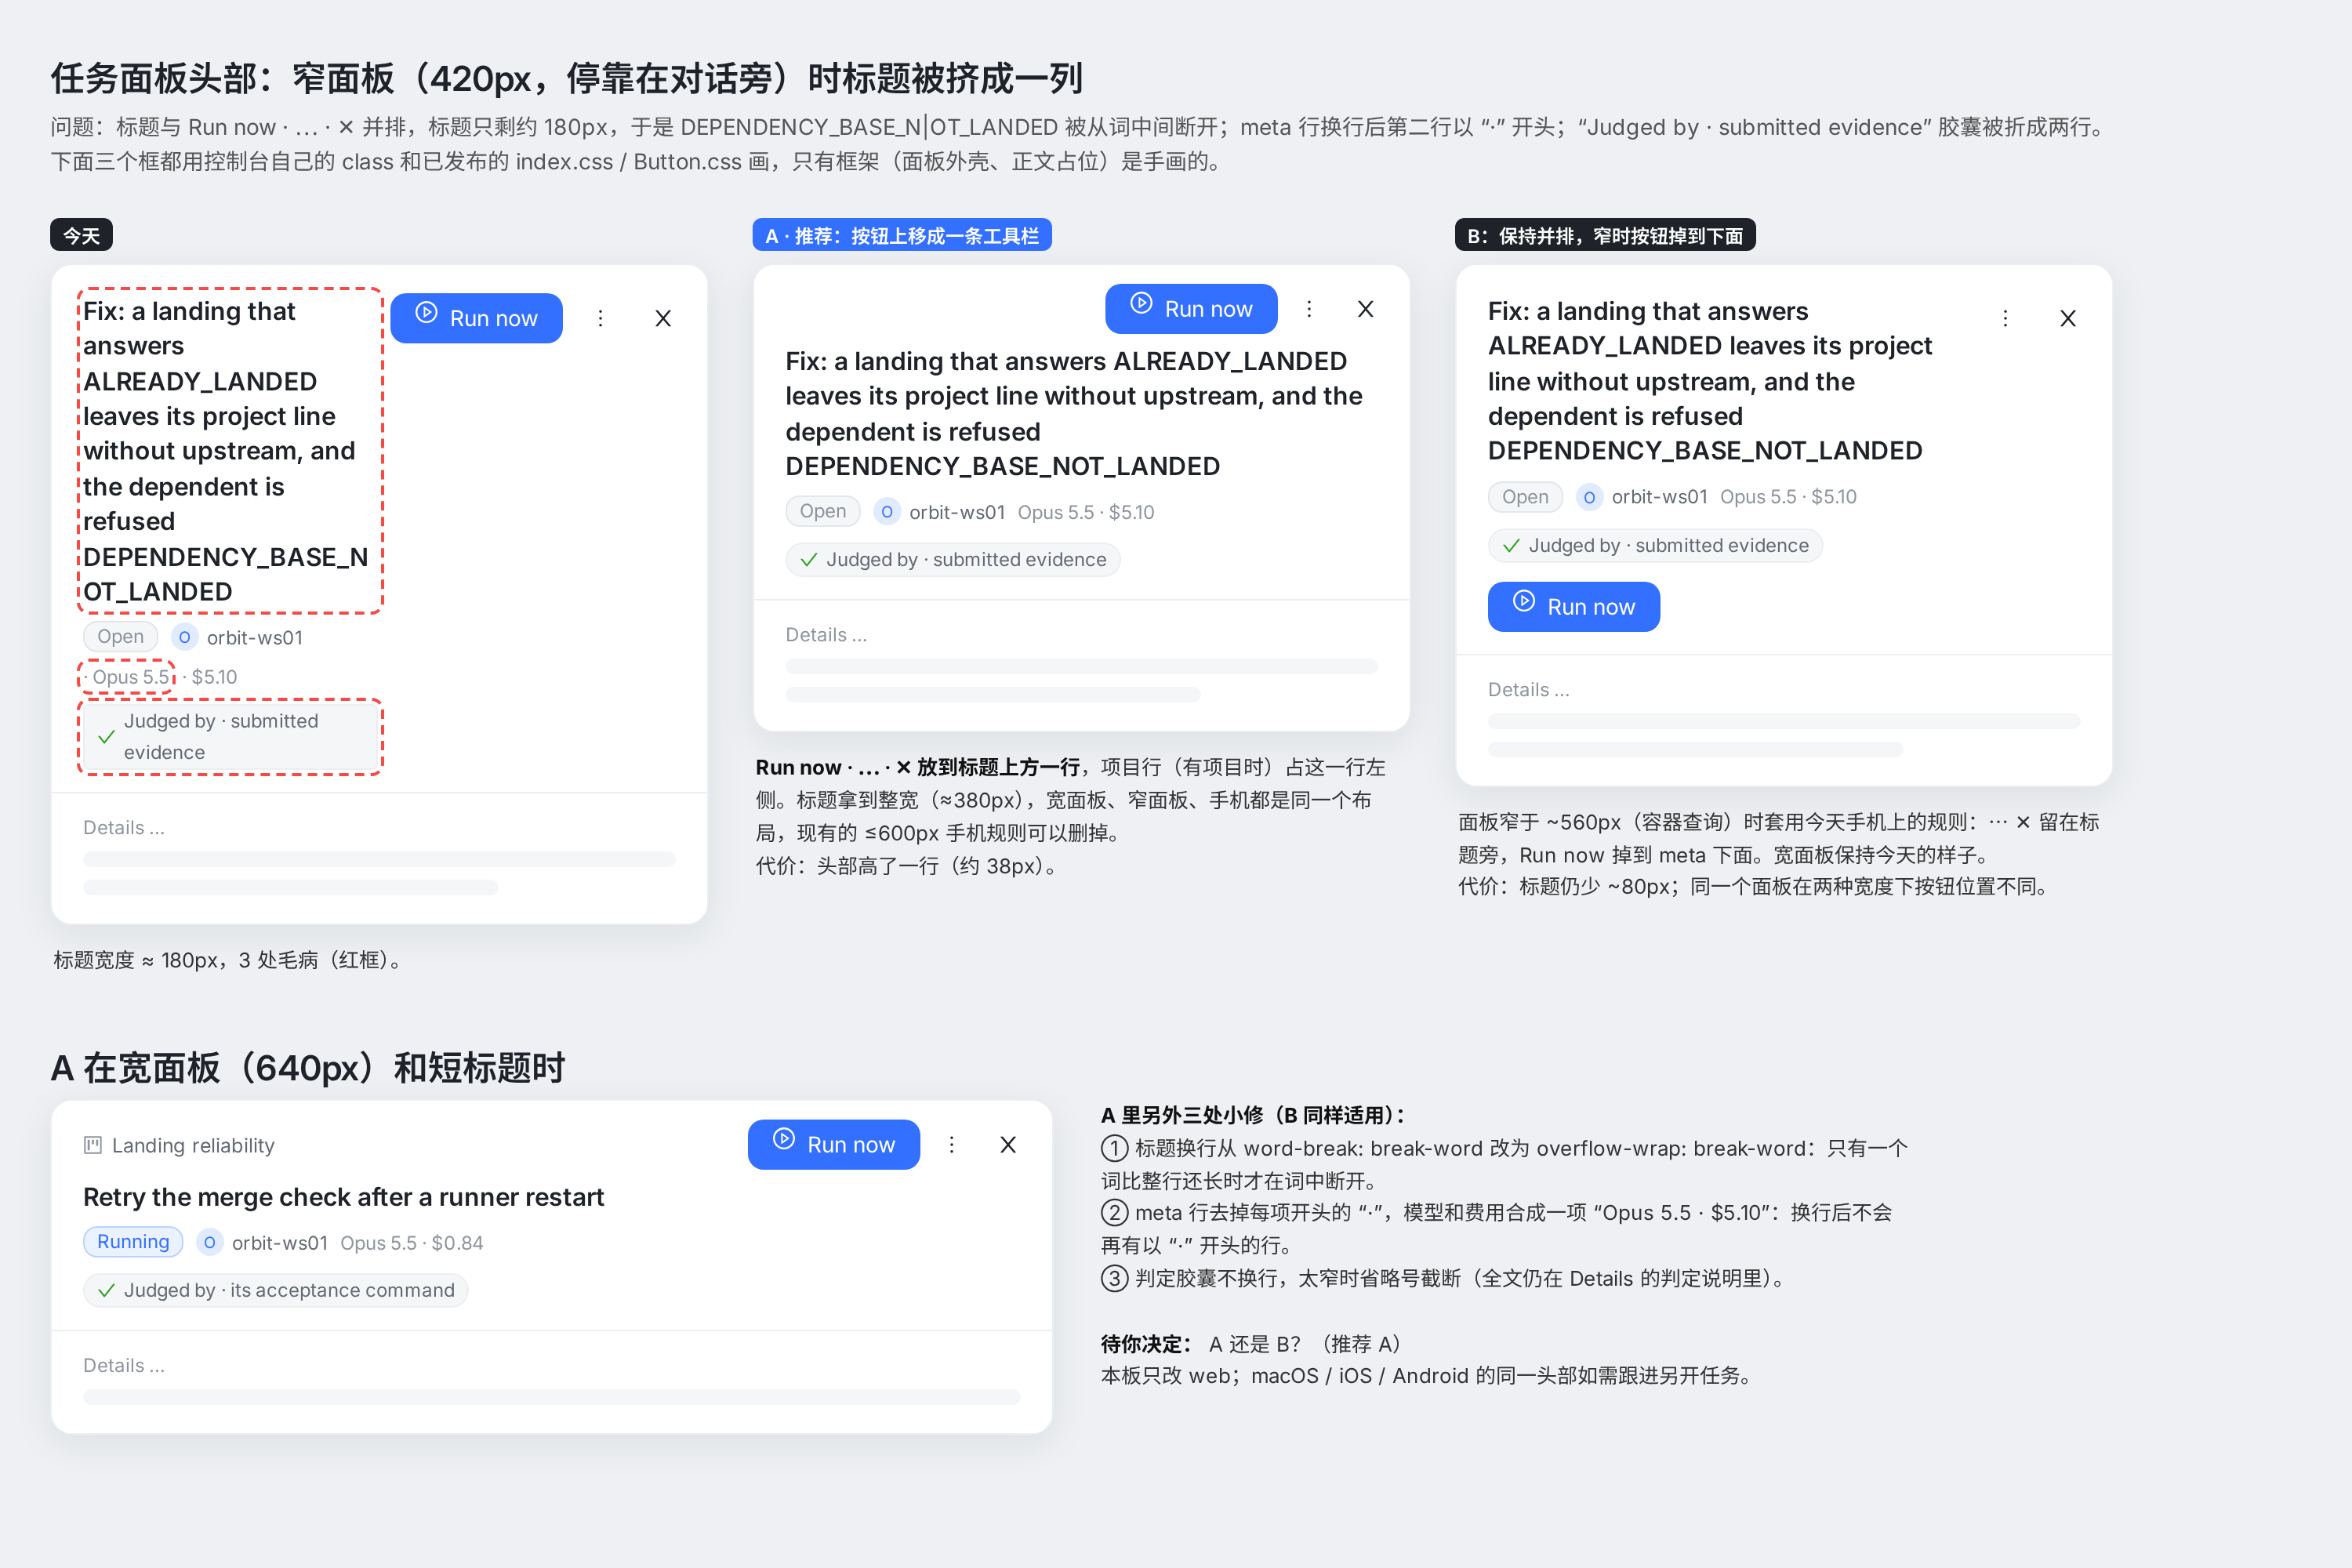 任务面板头部：窄面板（420px，停靠在对话旁）时标题被挤成一列
问题：标题与 Run now · … · ✕ 并排，标题只剩约 180px，于是 DEPENDENCY_BASE_N|OT_LANDED 被从词中间断开；meta 行换行后第二行以 “·” 开头；“Judged by · submitted evidence” 胶囊被折成两行。
下面三个框都用控制台自己的 class 和已发布的 index.css / Button.css 画，只有框架（面板外壳、正文占位）是手画的。
今天
Fix: a landing that
answers
ALREADY_LANDED
leaves its project line
without upstream, and
the dependent is
refused
DEPENDENCY_BASE_N
OT_LANDED
Run now
Open O orbit-ws01
· Opus 5.5 · $5.10
Judged by · submitted
evidence
Details ...
标题宽度 ≈ 180px，3 处毛病（红框）。
A · 推荐：按钮上移成一条工具栏
Run now
Fix: a landing that answers ALREADY_LANDED
leaves its project line without upstream, and the
dependent is refused
DEPENDENCY_BASE_NOT_LANDED
Open O orbit-ws01 Opus 5.5 · $5.10
Judged by · submitted evidence
Details ...
Run now · … · ✕ 放到标题上方一行，项目行（有项目时）占这一行左
侧。标题拿到整宽（≈380px），宽面板、窄面板、手机都是同一个布
局，现有的 ≤600px 手机规则可以删掉。
代价：头部高了一行（约 38px）。
B：保持并排，窄时按钮掉到下面
Fix: a landing that answers
ALREADY_LANDED leaves its project
line without upstream, and the
dependent is refused
DEPENDENCY_BASE_NOT_LANDED
Open O orbit-ws01 Opus 5.5 · $5.10
Judged by · submitted evidence
Run now
Details ...
面板窄于 ~560px（容器查询）时套用今天手机上的规则：⋯ ✕ 留在标
题旁，Run now 掉到 meta 下面。宽面板保持今天的样子。
代价：标题仍少 ~80px；同一个面板在两种宽度下按钮位置不同。
A 在宽面板（640px）和短标题时
Landing reliability
Run now
Retry the merge check after a runner restart
Running O orbit-ws01 Opus 5.5 · $0.84
Judged by · its acceptance command
Details ...
A 里另外三处小修（B 同样适用）：
① 标题换行从 word-break: break-word 改为 overflow-wrap: break-word：只有一个
词比整行还长时才在词中断开。
② meta 行去掉每项开头的 “·”，模型和费用合成一项 “Opus 5.5 · $5.10”：换行后不会
再有以 “·” 开头的行。
③ 判定胶囊不换行，太窄时省略号截断（全文仍在 Details 的判定说明里）。
待你决定： A 还是 B？（推荐 A）
本板只改 web；macOS / iOS / Android 的同一头部如需跟进另开任务。